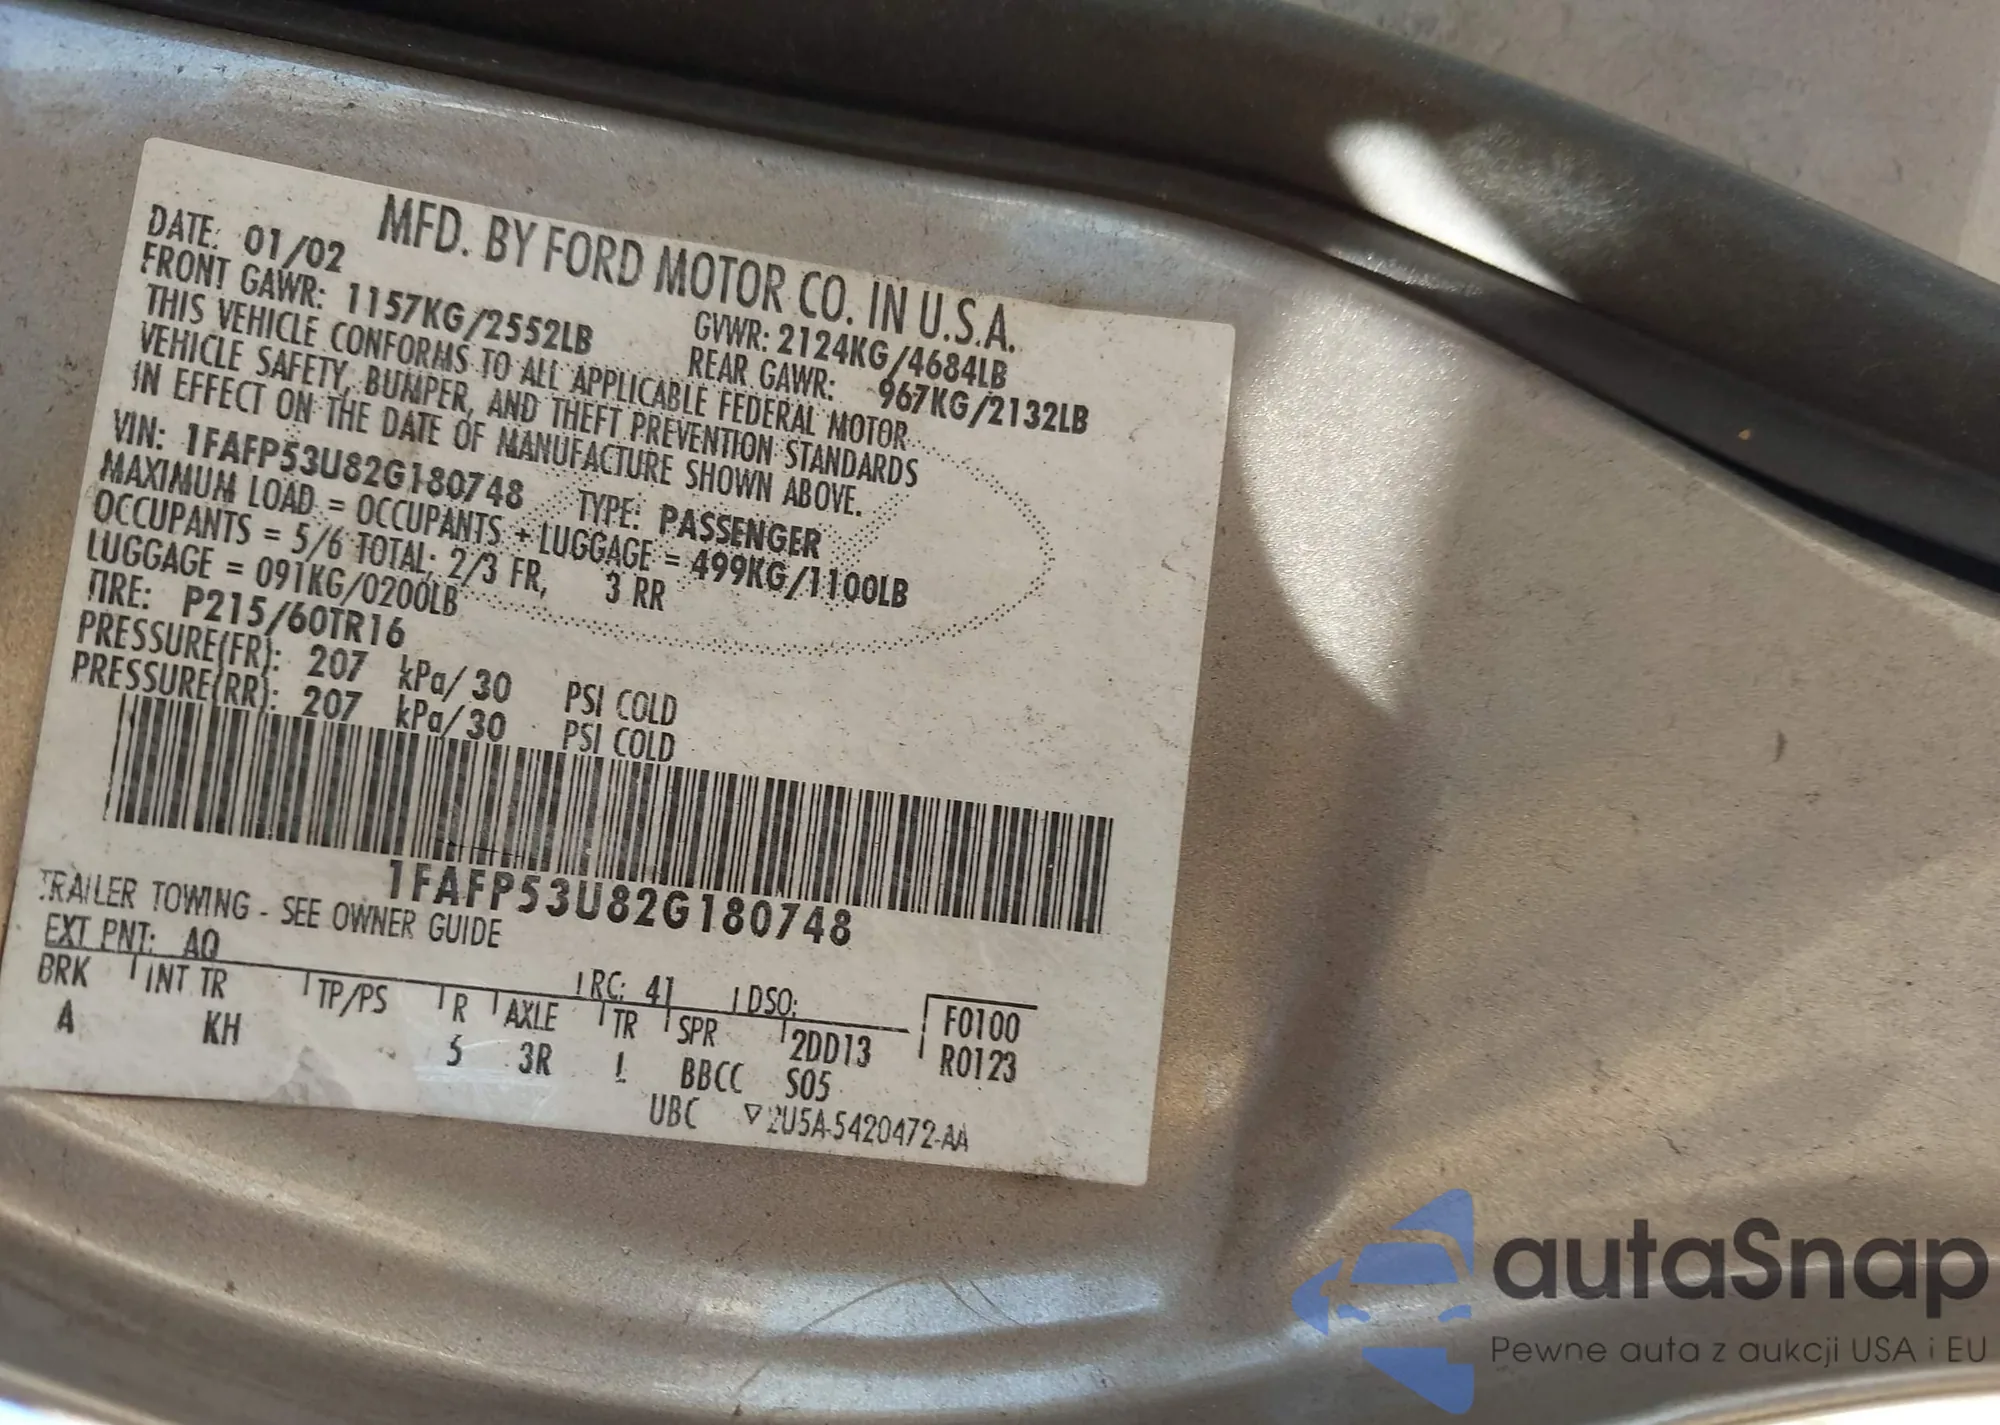 MFD. BY FORD MOTOR CO. IN U.S.A.
DATE: 01/02 GVWR: 2124KG/4684LB
FRONT GAWR: 1157KG/2552LB REAR GAWR: 967KG/2132LB
THIS VEHICLE CONFORMS TO ALL APPLICABLE FEDERAL MOTOR
VEHICLE SAFETY, BUMPER, AND THEFT PREVENTION STANDARDS
IN EFFECT ON THE DATE OF MANUFACTURE SHOWN ABOVE.
VIN: 1FAFP53U82G180748 TYPE: PASSENGER
MAXIMUM LOAD = OCCUPANTS + LUGGAGE = 499KG/1100LB
OCCUPANTS = 5/6 TOTAL: 2/3 FR, 3 RR
LUGGAGE = 091KG/0200LB
TIRE: P215/60TR16
PRESSURE(FR): 207 kPa/30 PSI COLD
PRESSURE(RR): 207 kPa/30 PSI COLD
1FAFP53U82G180748
TRAILER TOWING - SEE OWNER GUIDE
EXT PNT: AQ RC: 41 DSO:
BRK INT TR TP/PS R AXLE TR SPR 2DD13 F0100
A KH 5 3R L BBCC S05 R0123
UBC ▽2U5A-5420472-AA
autaSnap
Pewne auta z aukcji USA i EU